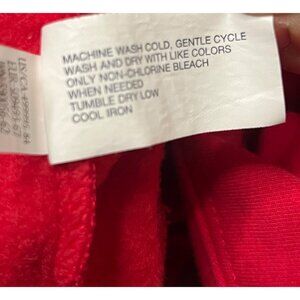 MACHINE WASH COLD, GENTLE CYCLE
WASH AND DRY WITH LIKE COLORS
ONLY NON-CHLORINE BLEACH
WHEN NEEDED
TUMBLE DRY LOW
COOL IRON